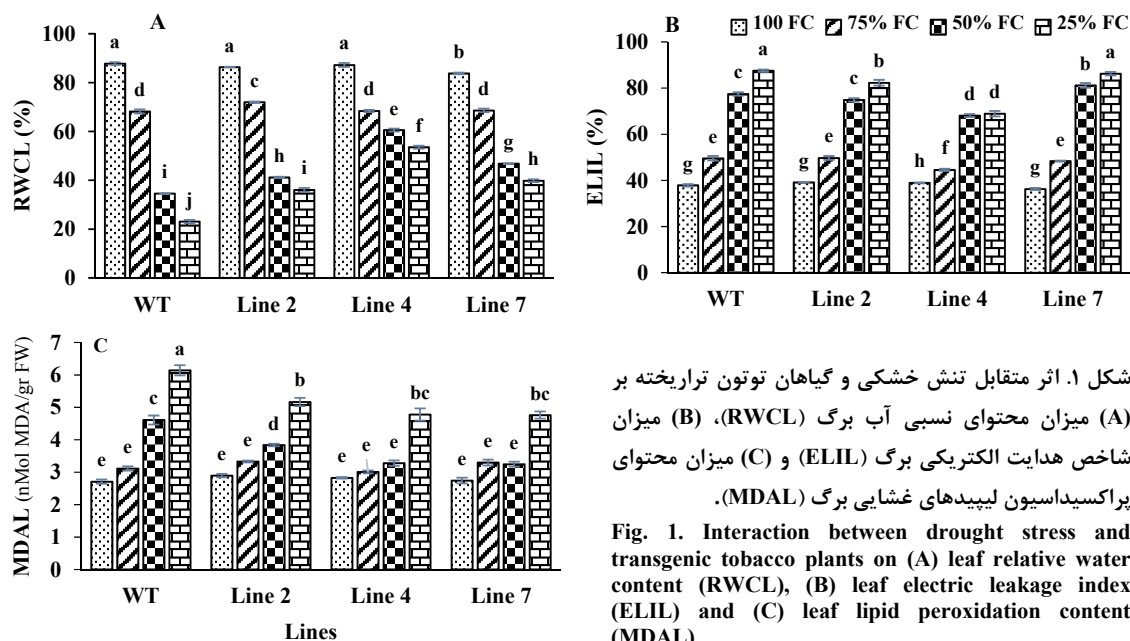 A
RWCL (%)
100
80
60
40
20
0
a d i j
a c h i
a d e f
b d g h
WT Line 2 Line 4 Line 7
B
100 FC 75% FC 50% FC 25% FC
ELIL (%)
100
80
60
40
20
0
g e c a
g e c b
h f d d
g e b a
WT Line 2 Line 4 Line 7
C
MDAL (nMol MDA/gr FW)
7
6
5
4
3
2
1
0
e e c a
e e d b
e e e bc
e e e bc
WT Line 2 Line 4 Line 7
Lines
شکل ۱. اثر متقابل تنش خشکی و گیاهان توتون تراریخته بر
(A) میزان محتوای نسبی آب برگ (RWCL)، (B) میزان
شاخص هدایت الکتریکی برگ (ELIL) و (C) میزان محتوای
پراکسیداسیون لیپیدهای غشایی برگ (MDAL).
Fig. 1. Interaction between drought stress and
transgenic tobacco plants on (A) leaf relative water
content (RWCL), (B) leaf electric leakage index
(ELIL) and (C) leaf lipid peroxidation content
(MDAL)